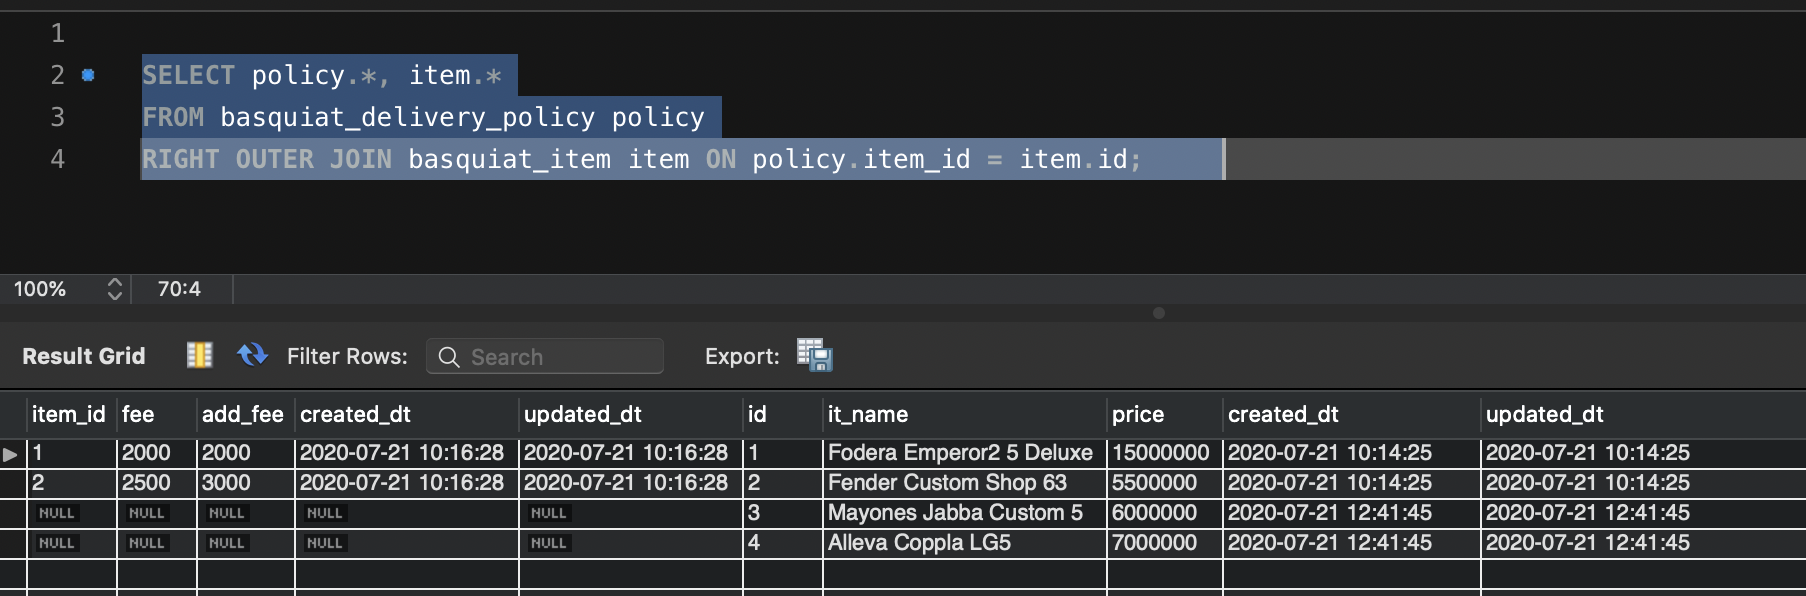 1
2 SELECT policy.*, item.*
3 FROM basquiat_delivery_policy policy
4 RIGHT OUTER JOIN basquiat_item item ON policy.item_id = item.id;
100% 70:4
Result Grid Filter Rows: Search Export:
item_id fee add_fee created_dt updated_dt id it_name price created_dt updated_dt
1 2000 2000 2020-07-21 10:16:28 2020-07-21 10:16:28 1 Fodera Emperor2 5 Deluxe 15000000 2020-07-21 10:14:25 2020-07-21 10:14:25
2 2500 3000 2020-07-21 10:16:28 2020-07-21 10:16:28 2 Fender Custom Shop 63 5500000 2020-07-21 10:14:25 2020-07-21 10:14:25
NULL NULL NULL NULL NULL 3 Mayones Jabba Custom 5 6000000 2020-07-21 12:41:45 2020-07-21 12:41:45
NULL NULL NULL NULL NULL 4 Alleva Coppla LG5 7000000 2020-07-21 12:41:45 2020-07-21 12:41:45